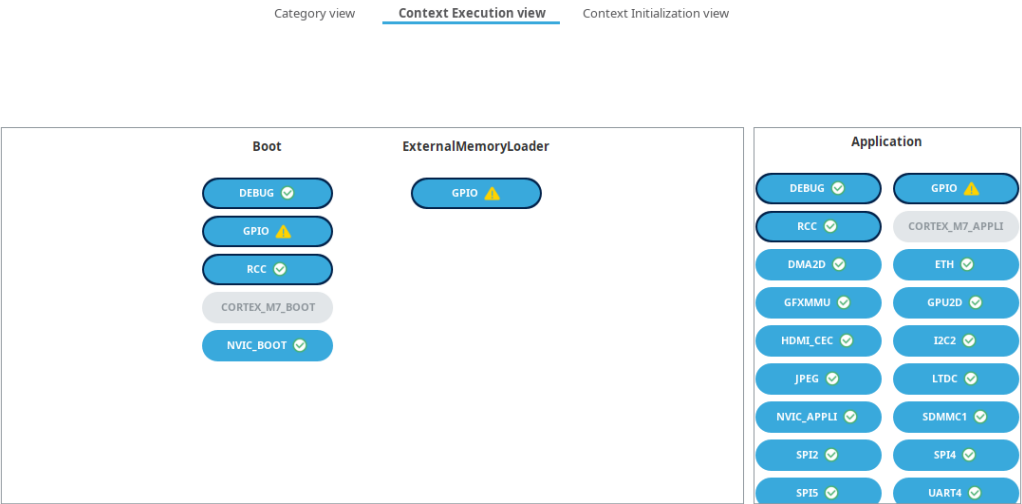 Category view
Context Execution view
Context Initialization view
Boot
DEBUG
GPIO
RCC
CORTEX_M7_BOOT
NVIC_BOOT
ExternalMemoryLoader
GPIO
Application
DEBUG
GPIO
RCC
CORTEX_M7_APPLI
DMA2D
ETH
GFXMMU
GPU2D
HDMI_CEC
I2C2
JPEG
LTDC
NVIC_APPLI
SDMMC1
SPI2
SPI4
SPI5
UART4